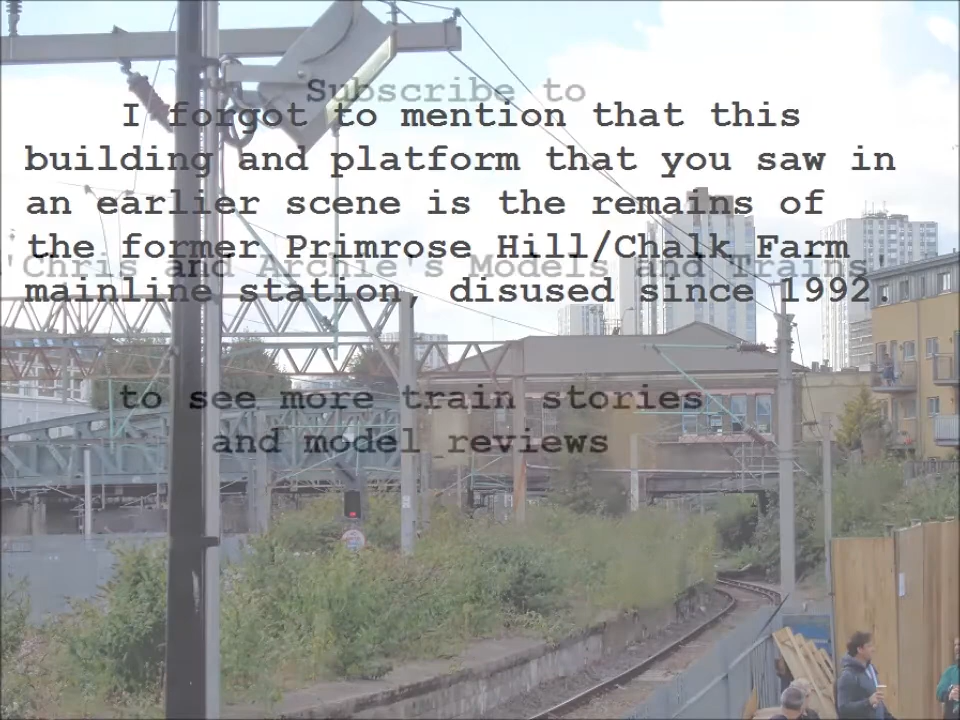 Subscribe to
I forgot to mention that this
building and platform that you saw in
an earlier scene is the remains of
the former Primrose Hill/Chalk Farm
'Chris and Archie's Models and Trains
mainline station, disused since 1992
to see more train stories
and model reviews